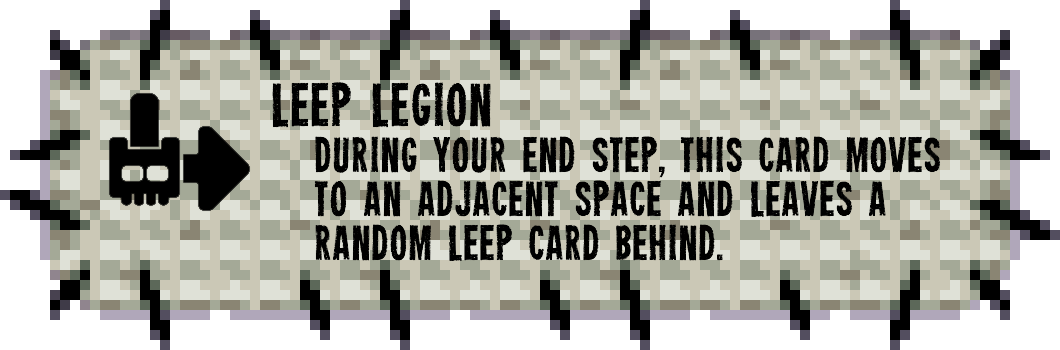 LEEP LEGION
DURING YOUR END STEP, THIS CARD MOVES
TO AN ADJACENT SPACE AND LEAVES A
RANDOM LEEP CARD BEHIND.